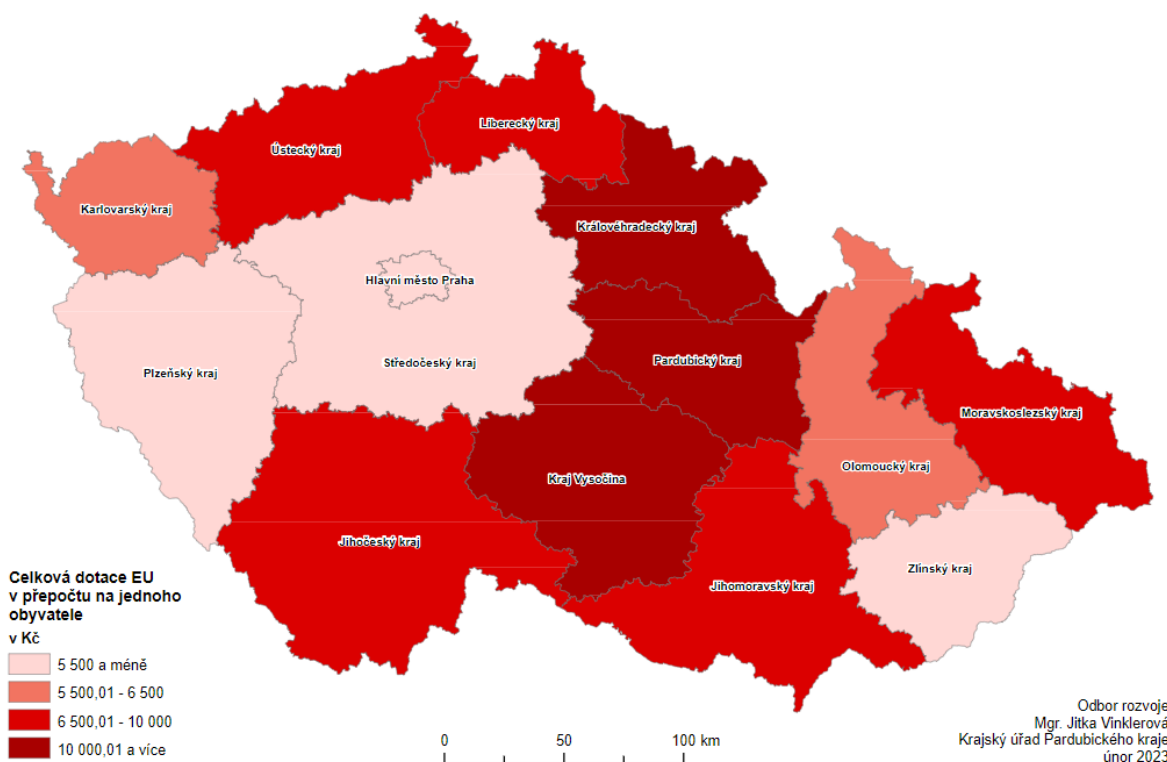 Liberecký kraj
Ústecký kraj
Karlovarský kraj
Královéhradecký kraj
Hlavní město Praha
Pardubický kraj
Středočeský kraj
Plzeňský kraj
Moravskoslezský kraj
Olomoucký kraj
Kraj Vysočina
Jihočeský kraj
Zlínský kraj
Jihomoravský kraj
Celková dotace EU
v přepočtu na jednoho
obyvatele
v Kč
5 500 a méně
5 500,01 - 6 500
6 500,01 - 10 000
10 000,01 a více
0 50 100 km
Odbor rozvoje
Mgr. Jitka Vinklerová
Krajský úřad Pardubického kraje
únor 2023